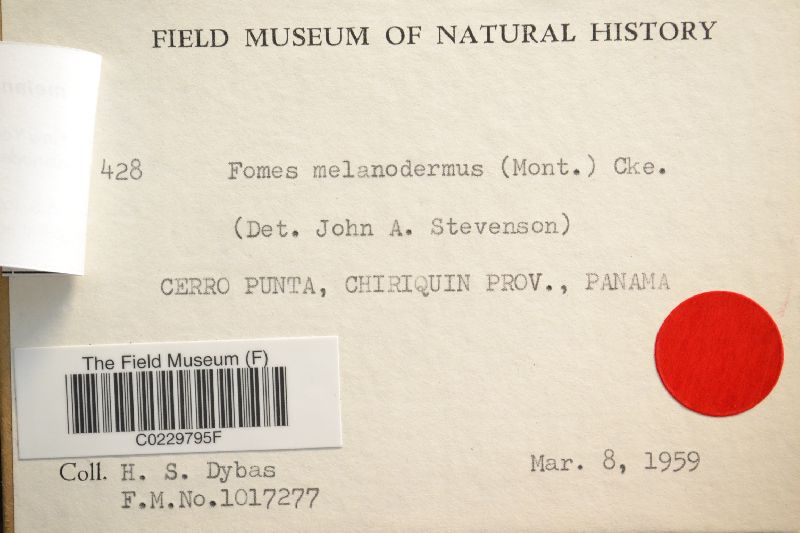 FIELD MUSEUM OF NATURAL HISTORY
428 Fomes melanodermus (Mont.) Cke.
(Det. John A. Stevenson)
CERRO PUNTA, CHIRIQUIN PROV., PANAMA
The Field Museum (F)
C0229795F
Coll. H. S. Dybas Mar. 8, 1959
F.M.No.1017277